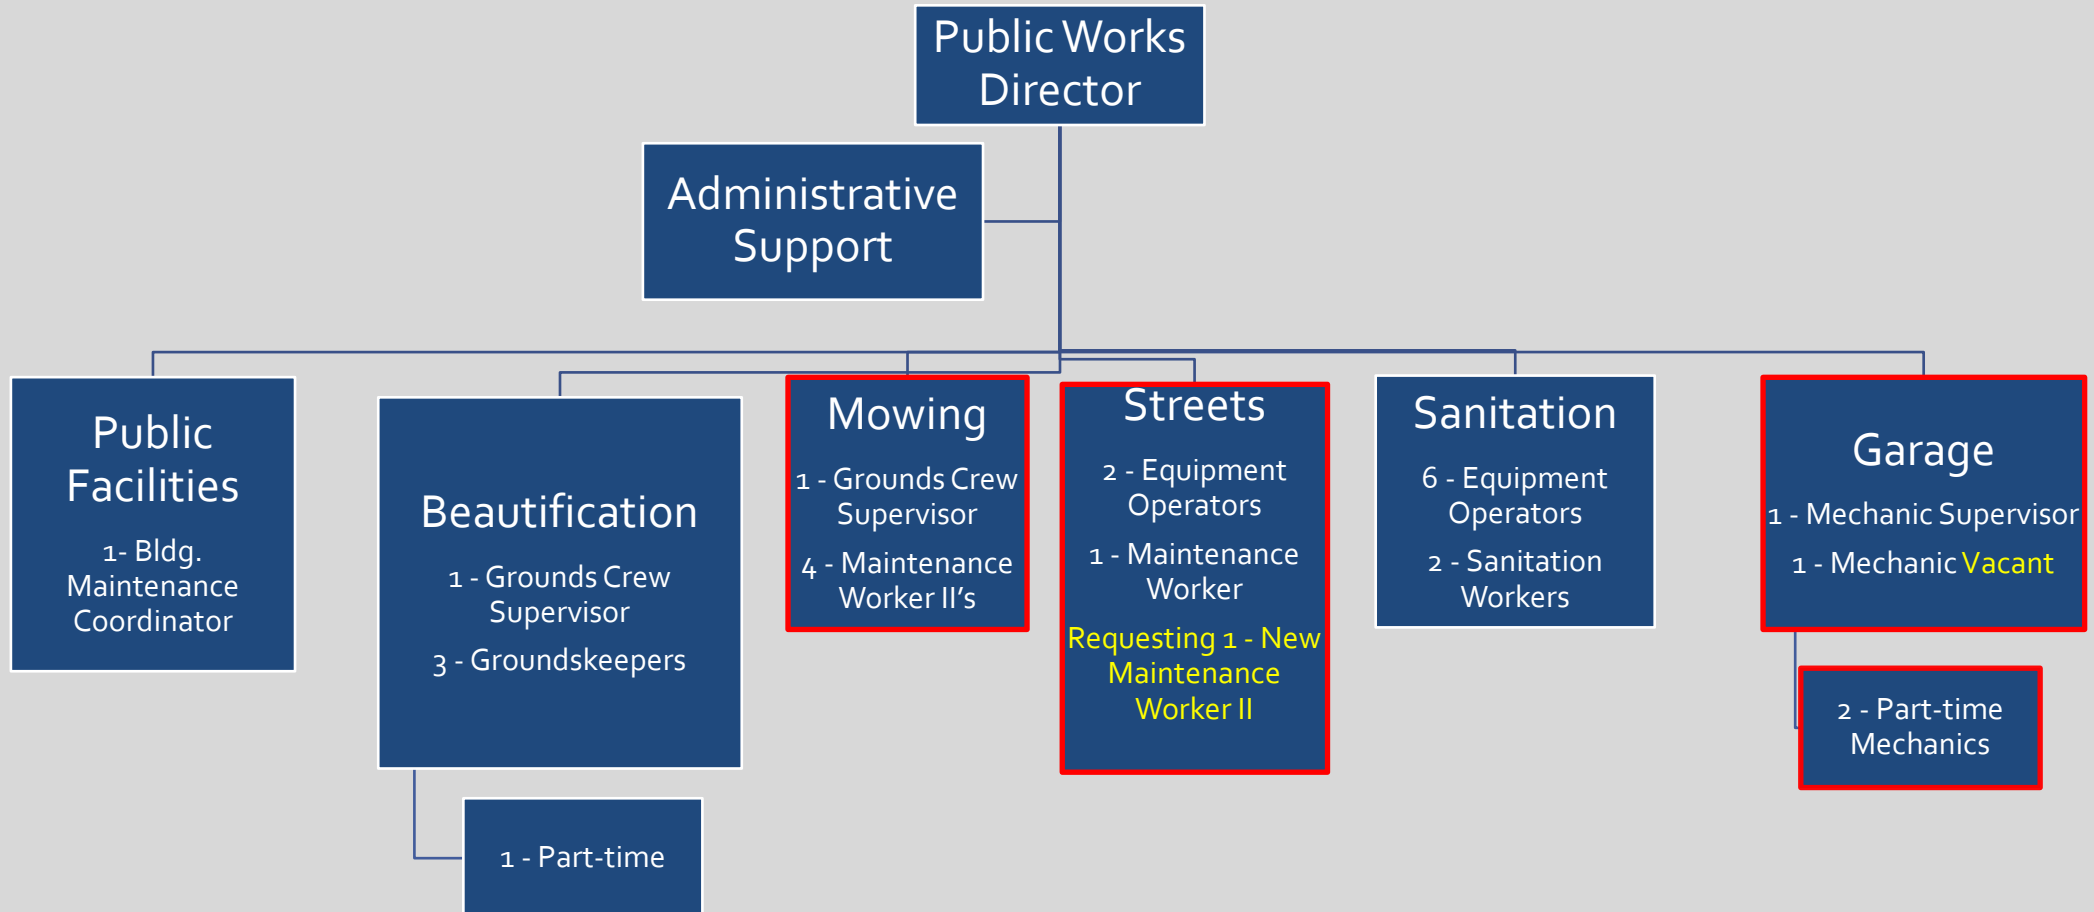 Public Works
Director
Administrative
Support
Public
Facilities
1- Bldg.
Maintenance
Coordinator
Beautification
1 - Grounds Crew
Supervisor
3 - Groundskeepers
1 - Part-time
Mowing
1 - Grounds Crew
Supervisor
4 - Maintenance
Worker II’s
Streets
2 - Equipment
Operators
1 - Maintenance
Worker
Requesting 1 - New
Maintenance
Worker II
Sanitation
6 - Equipment
Operators
2 - Sanitation
Workers
Garage
1 - Mechanic Supervisor
1 - Mechanic Vacant
2 - Part-time
Mechanics